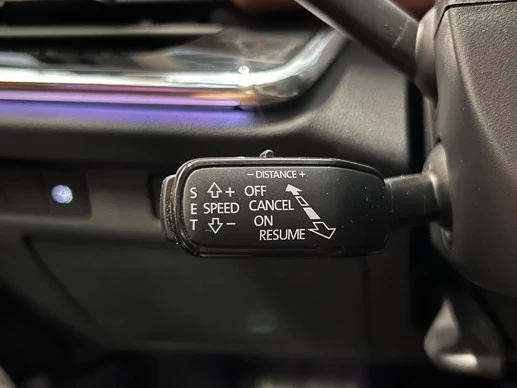 - DISTANCE +
S ⇧ + OFF
E SPEED CANCEL
T ⇩ - ON
RESUME